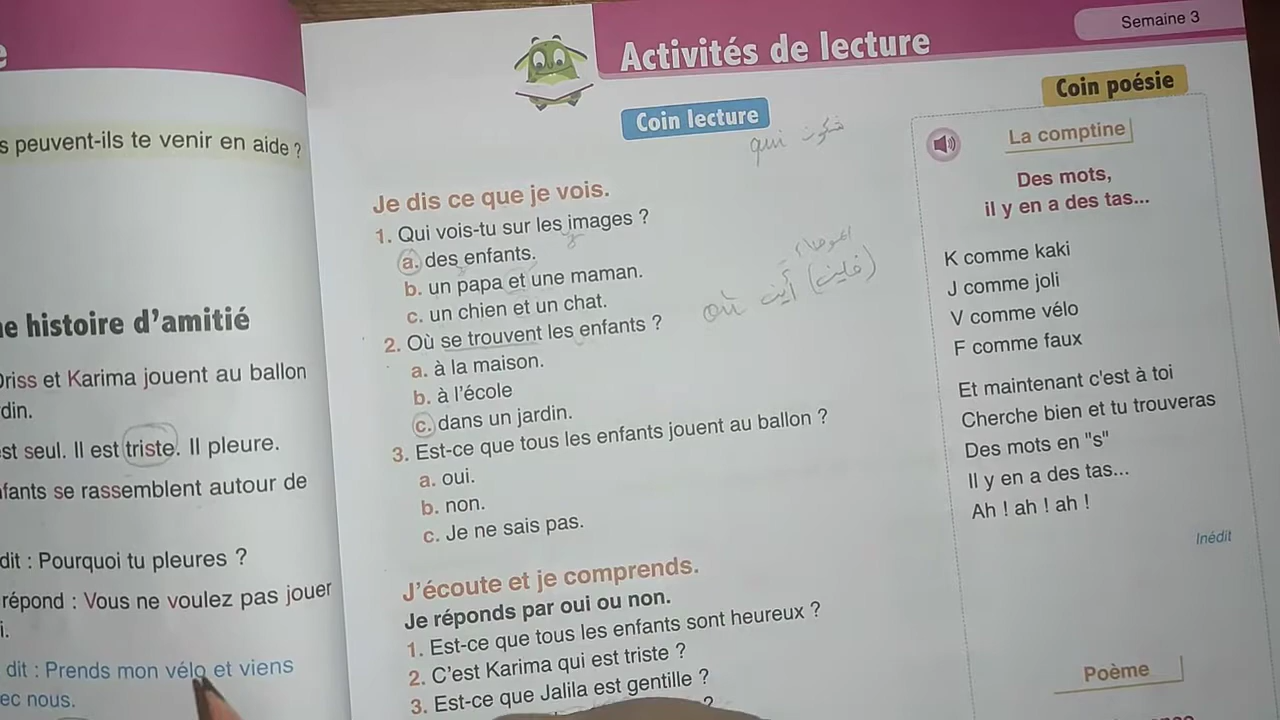 s peuvent-ils te venir en aide ?
ne histoire d'amitié
Driss et Karima jouent au ballon
din.
est seul. Il est triste. Il pleure.
nfants se rassemblent autour de
dit : Pourquoi tu pleures ?
répond : Vous ne voulez pas jouer
i.
dit : Prends mon vélo et viens
ec nous.
Semaine 3
Activités de lecture
Coin lecture
qui شكون
Je dis ce que je vois.
1. Qui vois-tu sur les images ?
a. des enfants.
b. un papa et une maman.
c. un chien et un chat.
où أين (فاين)
2. Où se trouvent les enfants ?
a. à la maison.
b. à l'école
c. dans un jardin.
3. Est-ce que tous les enfants jouent au ballon ?
a. oui.
b. non.
c. Je ne sais pas.
J'écoute et je comprends.
Je réponds par oui ou non.
1. Est-ce que tous les enfants sont heureux ?
2. C'est Karima qui est triste ?
3. Est-ce que Jalila est gentille ?
Coin poésie
La comptine
Des mots,
il y en a des tas...
K comme kaki
J comme joli
V comme vélo
F comme faux
Et maintenant c'est à toi
Cherche bien et tu trouveras
Des mots en "s"
Il y en a des tas...
Ah ! ah ! ah !
Inédit
Poème